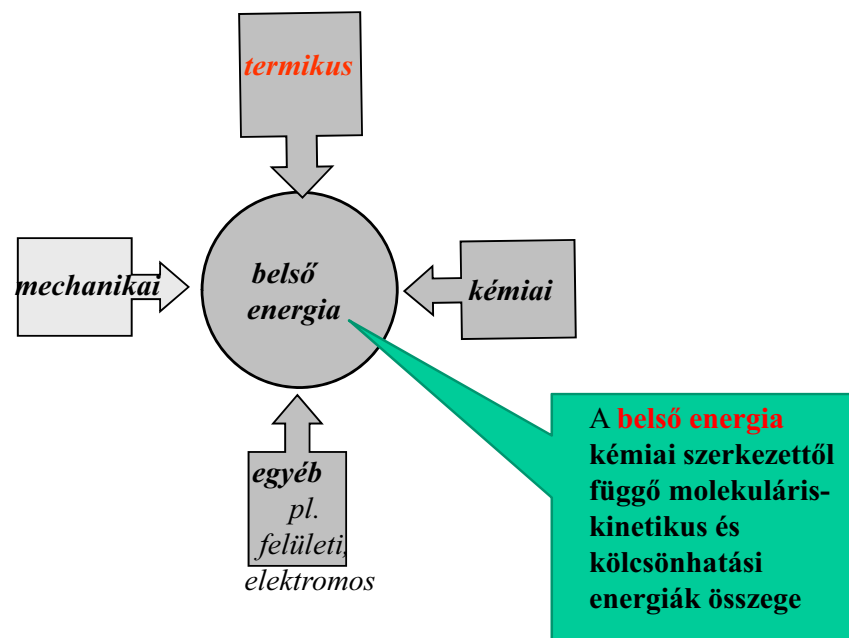 termikus
mechanikai
belső
energia
kémiai
egyéb
pl.
felületi,
elektromos
A belső energia
kémiai szerkezettől
függő molekuláris-
kinetikus és
kölcsönhatási
energiák összege